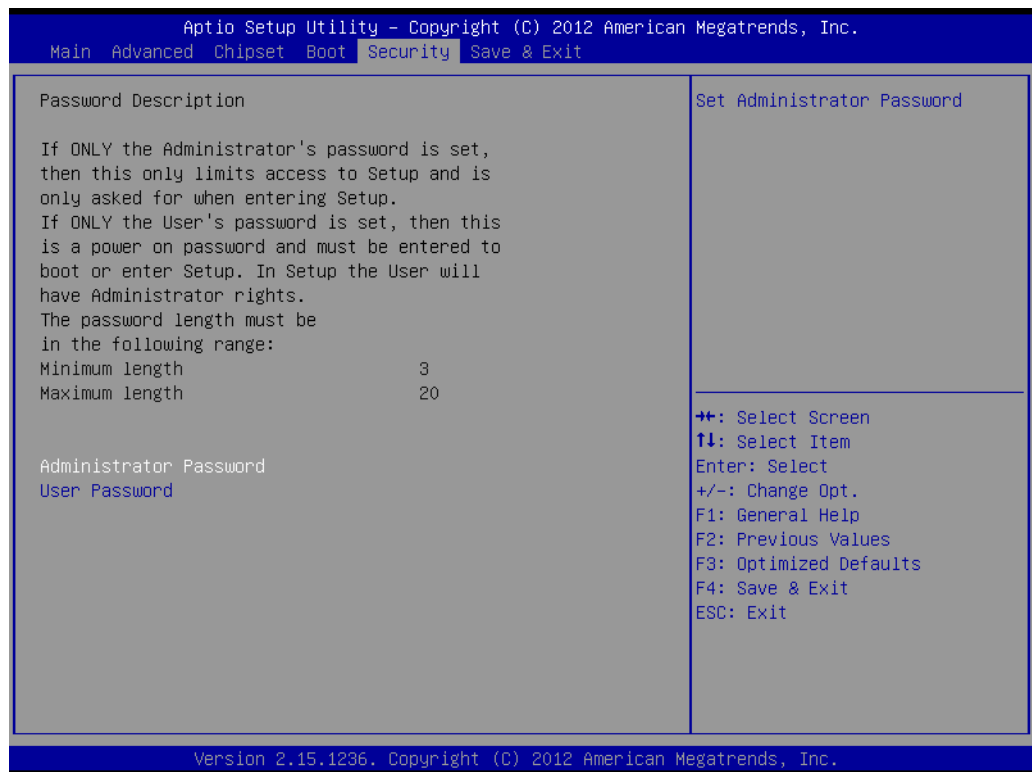 Aptio Setup Utility – Copyright (C) 2012 American Megatrends, Inc.
Main Advanced Chipset Boot Security Save & Exit
Password Description
If ONLY the Administrator's password is set,
then this only limits access to Setup and is
only asked for when entering Setup.
If ONLY the User's password is set, then this
is a power on password and must be entered to
boot or enter Setup. In Setup the User will
have Administrator rights.
The password length must be
in the following range:
Minimum length 3
Maximum length 20
Administrator Password
User Password
Set Administrator Password
→←: Select Screen
↑↓: Select Item
Enter: Select
+/-: Change Opt.
F1: General Help
F2: Previous Values
F3: Optimized Defaults
F4: Save & Exit
ESC: Exit
Version 2.15.1236. Copyright (C) 2012 American Megatrends, Inc.